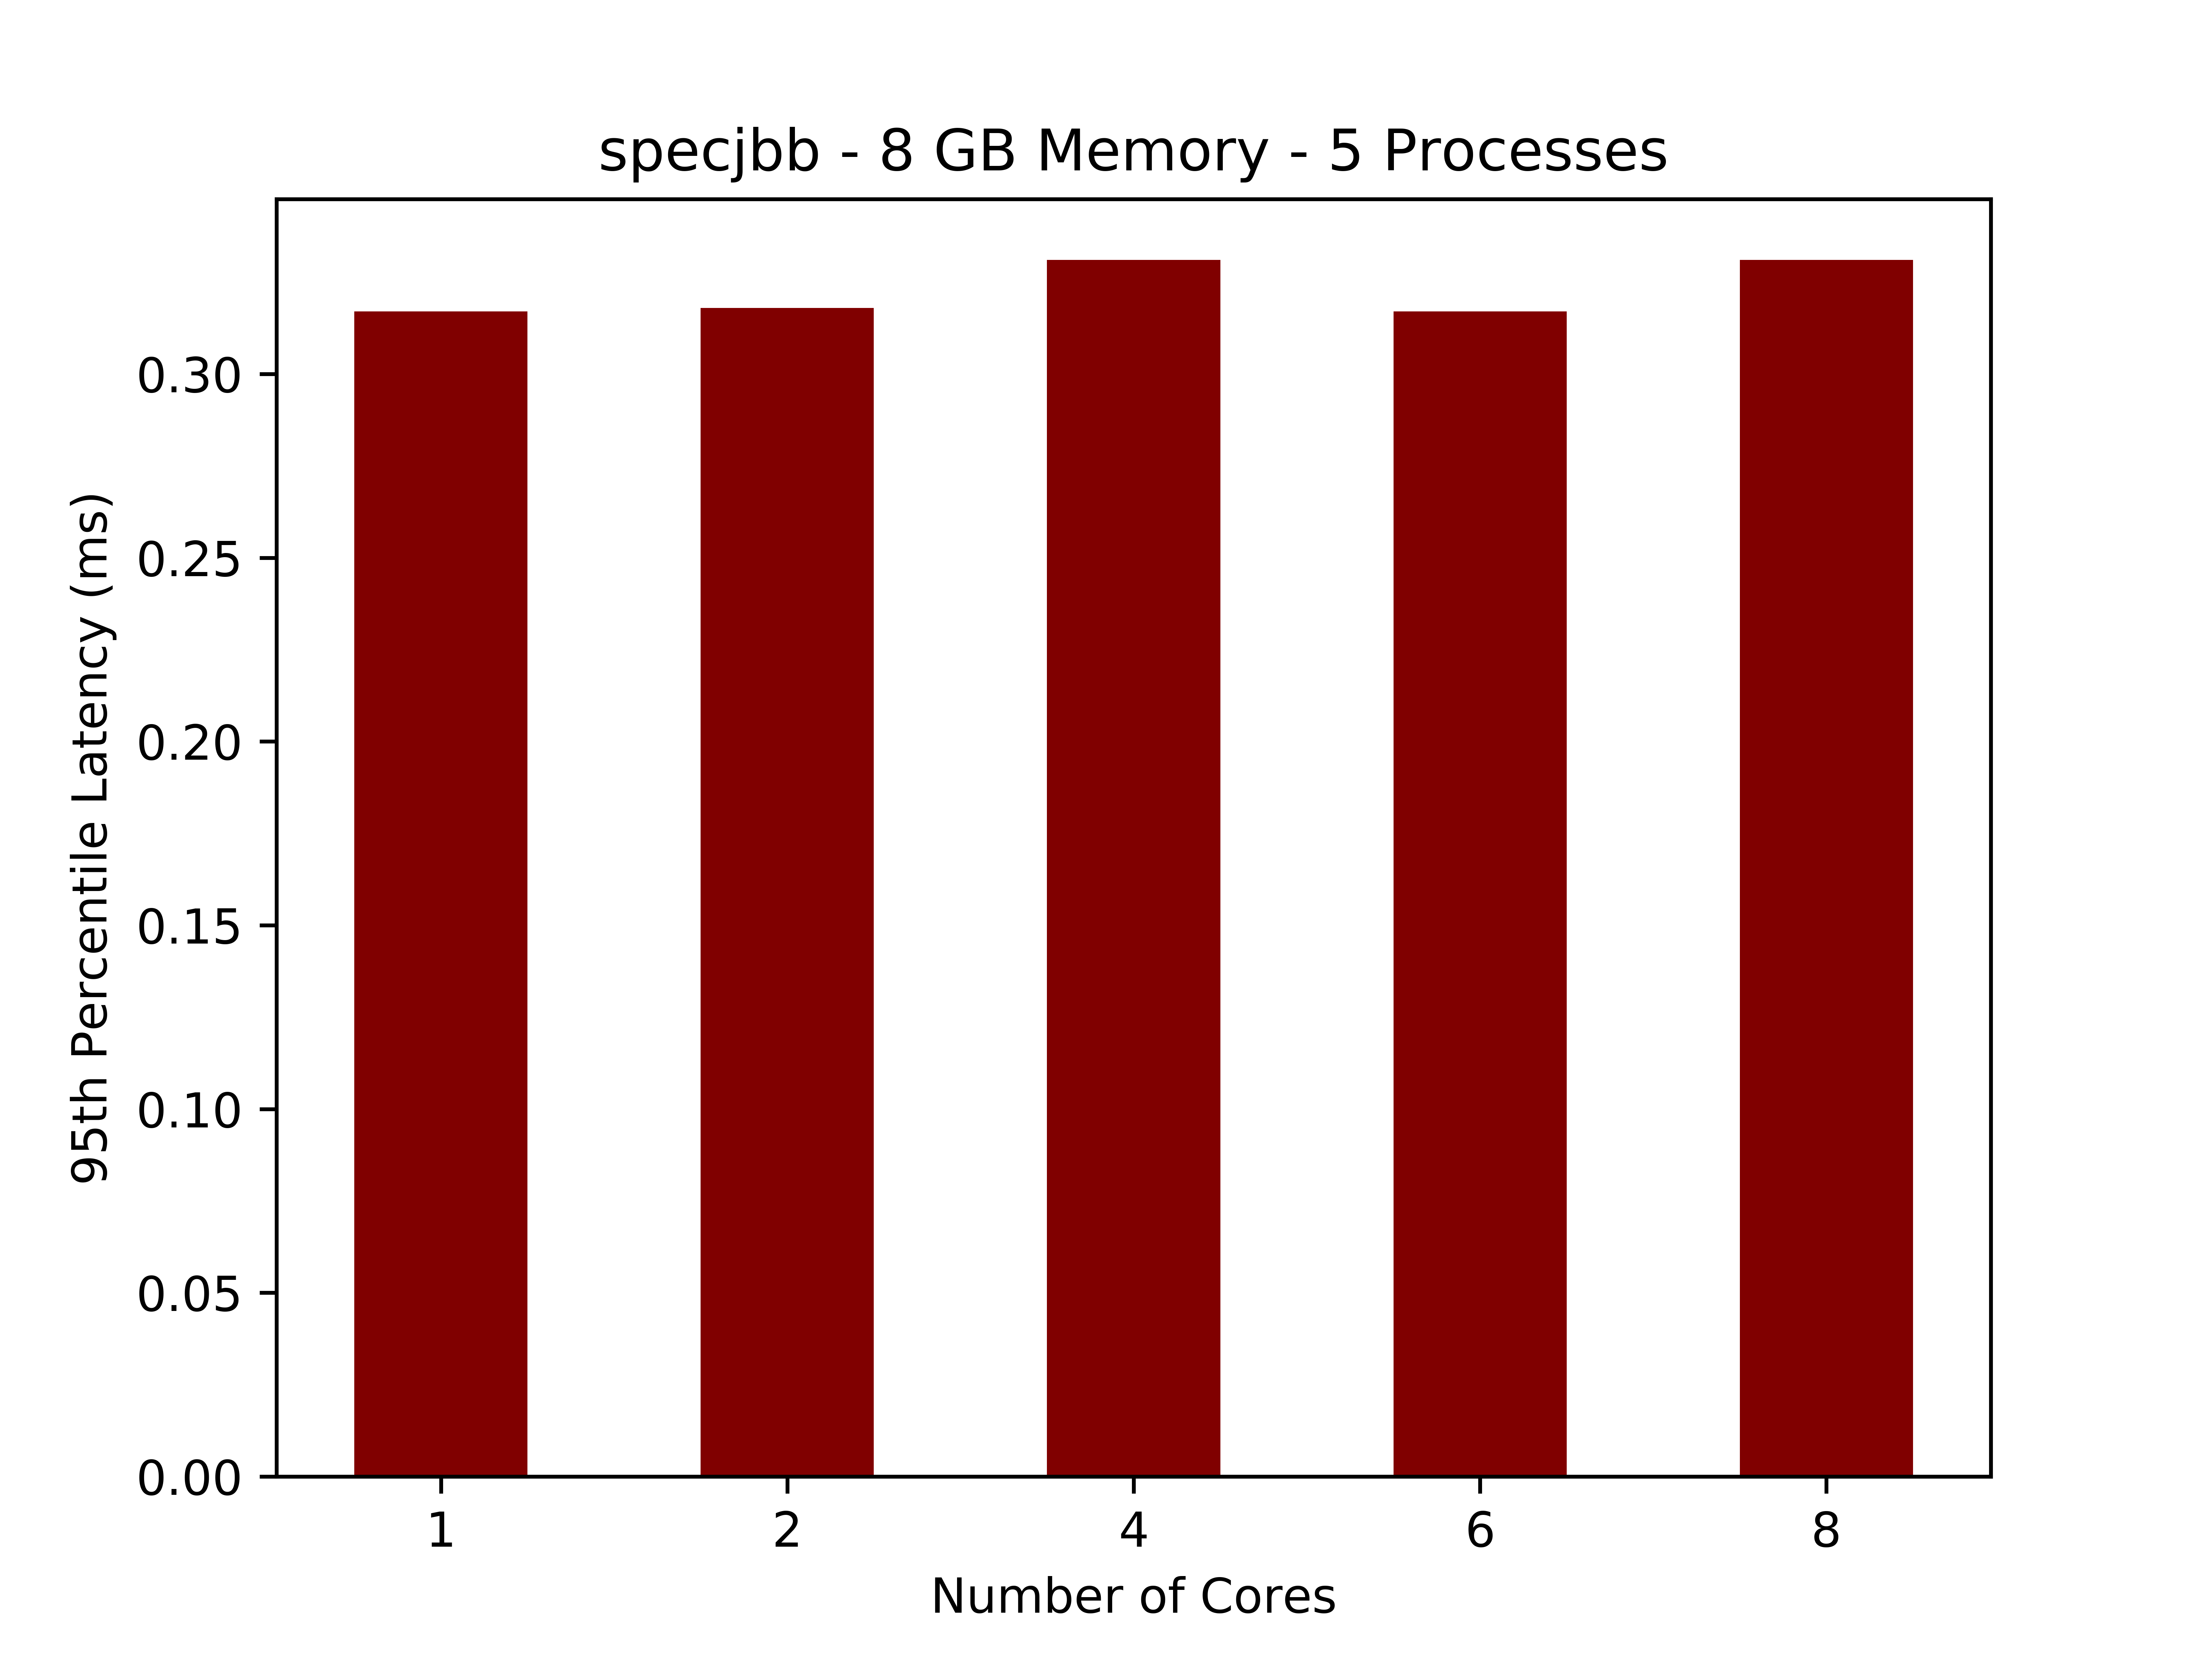 specjbb - 8 GB Memory - 5 Processes
95th Percentile Latency (ms)
0.30
0.25
0.20
0.15
0.10
0.05
0.00
1 2 4 6 8
Number of Cores